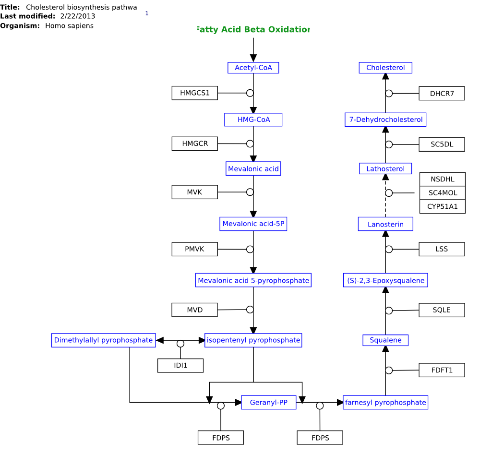 Title: Cholesterol biosynthesis pathwa
Last modified: 2/22/2013
1
Organism: Homo sapiens
Fatty Acid Beta Oxidation
Acetyl-CoA
HMGCS1
HMG-CoA
HMGCR
Mevalonic acid
MVK
Mevalonic acid-5P
PMVK
Mevalonic acid 5-pyrophosphate
MVD
Dimethylallyl pyrophosphate
isopentenyl pyrophosphate
IDI1
Geranyl-PP
FDPS
FDPS
farnesyl pyrophosphate
FDFT1
Squalene
SQLE
(S) 2,3-Epoxysqualene
LSS
Lanosterin
NSDHL
SC4MOL
CYP51A1
Lathosterol
SC5DL
7-Dehydrocholesterol
DHCR7
Cholesterol